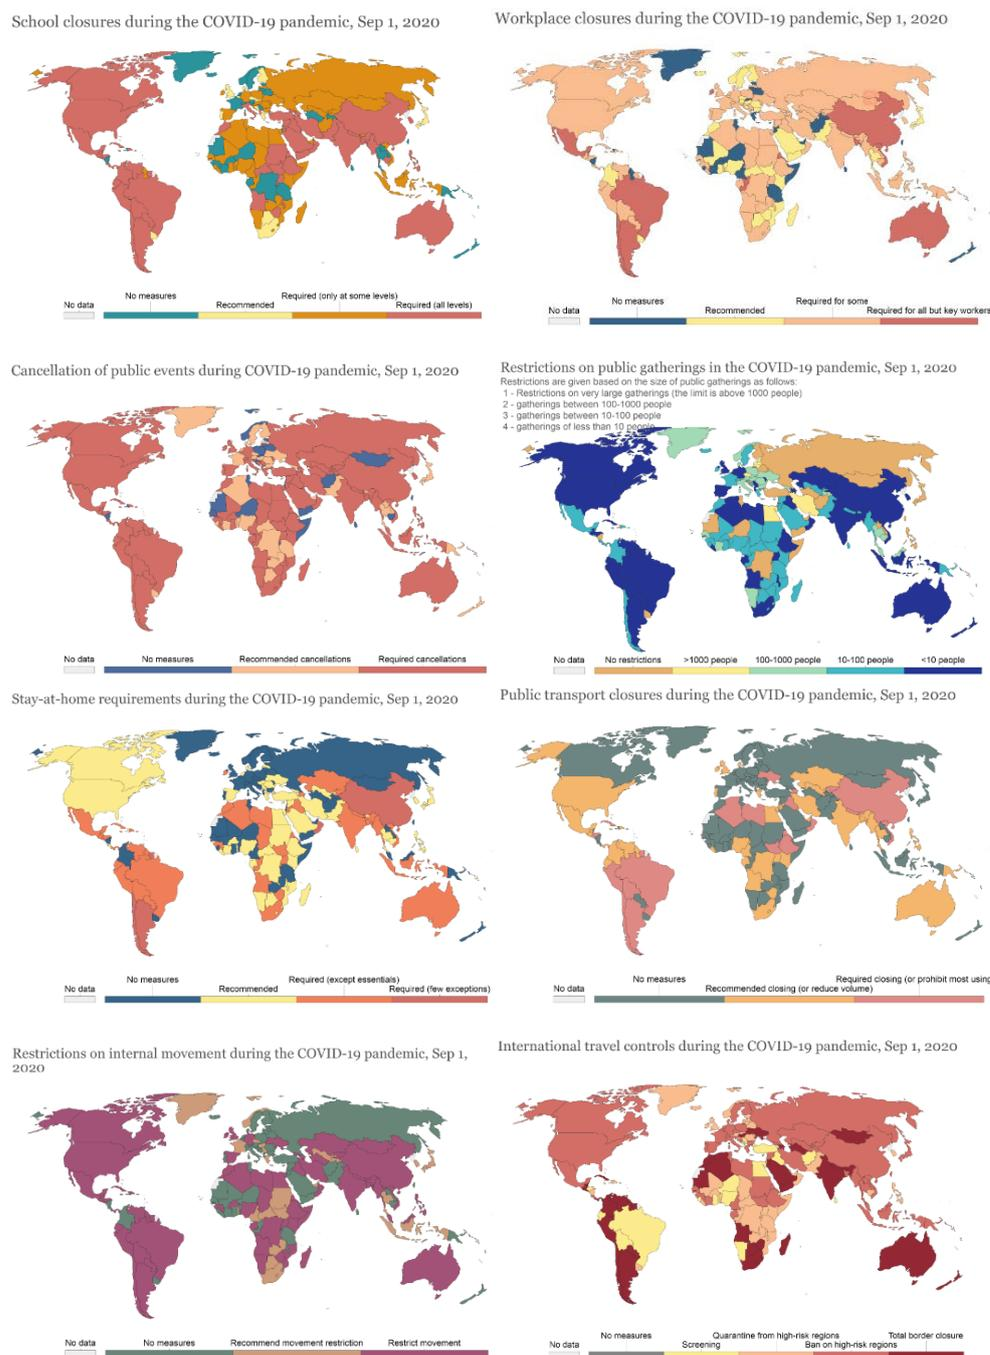 School closures during the COVID-19 pandemic, Sep 1, 2020
No measures
Required (only at some levels)
No data
Recommended
Required (all levels)
Workplace closures during the COVID-19 pandemic, Sep 1, 2020
No measures
Required for some
No data
Recommended
Required for all but key workers
Cancellation of public events during COVID-19 pandemic, Sep 1, 2020
No data
No measures
Recommended cancellations
Required cancellations
Restrictions on public gatherings in the COVID-19 pandemic, Sep 1, 2020
Restrictions are given based on the size of public gatherings as follows:
1 - Restrictions on very large gatherings (the limit is above 1000 people)
2 - gatherings between 100-1000 people
3 - gatherings between 10-100 people
4 - gatherings of less than 10 people
No data
No restrictions
>1000 people
100-1000 people
10-100 people
<10 people
Stay-at-home requirements during the COVID-19 pandemic, Sep 1, 2020
No measures
Required (except essentials)
No data
Recommended
Required (few exceptions)
Public transport closures during the COVID-19 pandemic, Sep 1, 2020
No measures
Required closing (or prohibit most using
No data
Recommended closing (or reduce volume)
Restrictions on internal movement during the COVID-19 pandemic, Sep 1,
2020
No data
No measures
Recommend movement restriction
Restrict movement
International travel controls during the COVID-19 pandemic, Sep 1, 2020
No measures
Quarantine from high-risk regions
Total border closure
No data
Screening
Ban on high-risk regions